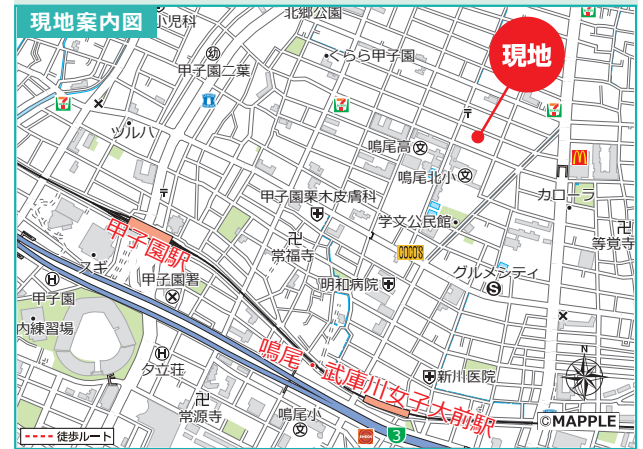 現地案内図
小児科
北郷公園
幼
甲子園二葉
くらら甲子園
現地
ツルハ
鳴尾高
文
鳴尾北小
文
甲子園栗木皮膚科
学文公民館
カローラ
等覚寺
甲子園駅
常福寺
COCO'S
グルメシティ
S
スギ
甲子園署
明和病院
H
甲子園
内練習場
H
夕立荘
鳴尾・武庫川女子大前駅
新川医院
N
常源寺
鳴尾小
文
3
©MAPPLE
徒歩ルート